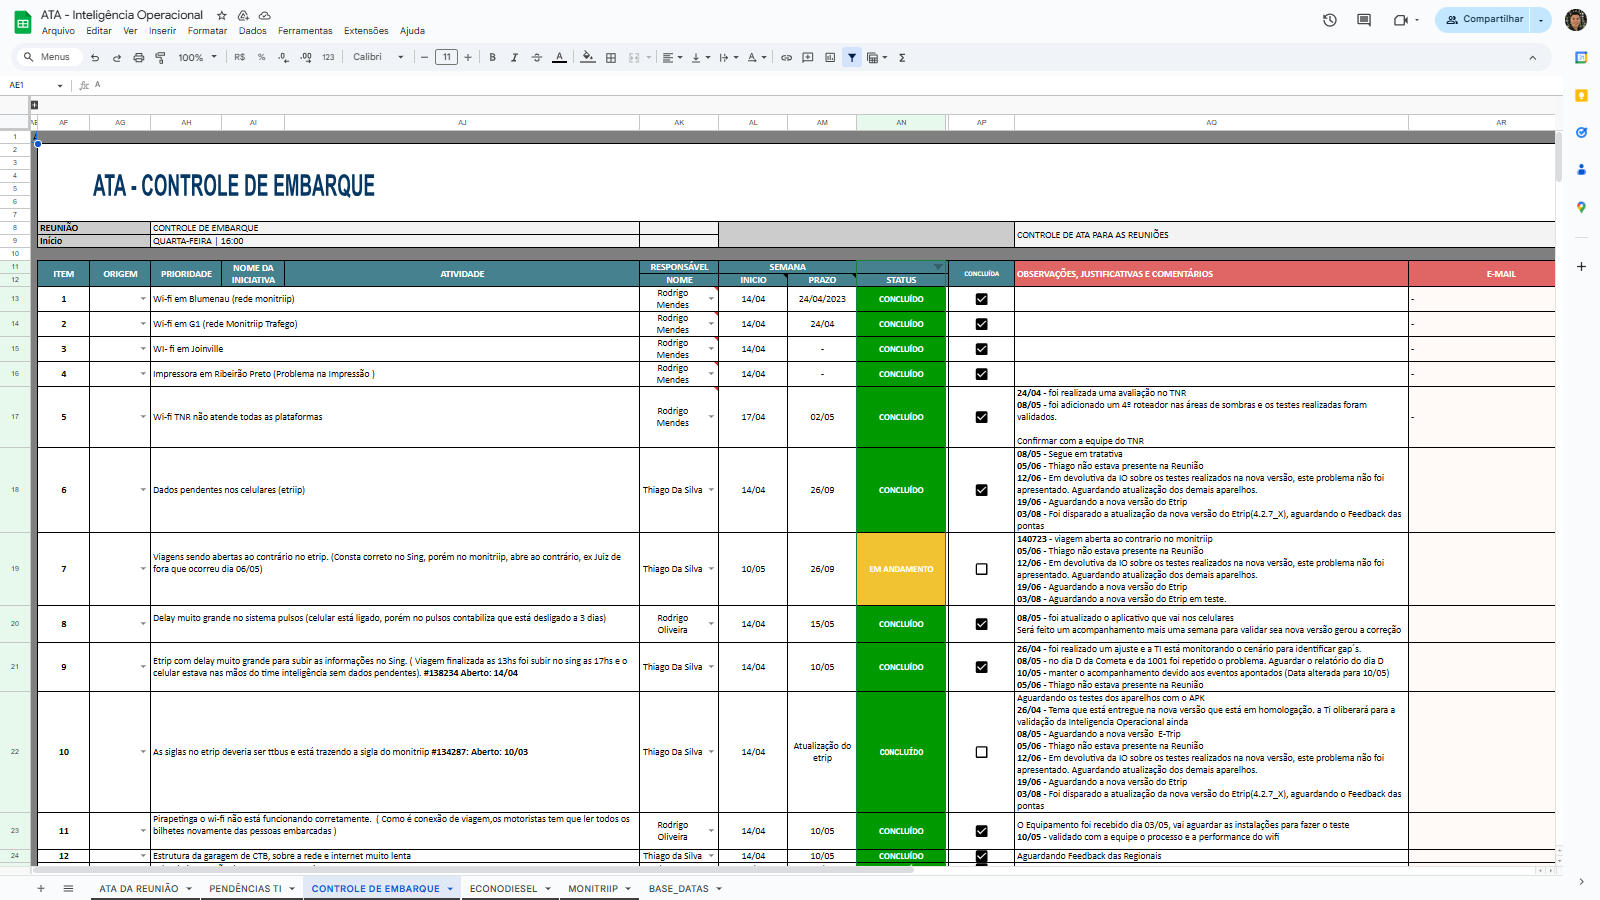 ATA - Inteligência Operacional
Arquivo Editar Ver Inserir Formatar Dados Ferramentas Extensões Ajuda
Compartilhar
Menus 100% R$ % .0 .00 123 Calibri 11
AE1 fx A
AF AG AH AI AJ AK AL AM AN AP AQ AR
1
2
3
4
5
6
7
ATA - CONTROLE DE EMBARQUE
8 REUNIÃO CONTROLE DE EMBARQUE
9 Início QUARTA-FEIRA | 16:00
CONTROLE DE ATA PARA AS REUNIÕES
10
11 ITEM ORIGEM PRIORIDADE NOME DA INICIATIVA ATIVIDADE RESPONSÁVEL SEMANA CONCLUÍDA OBSERVAÇÕES, JUSTIFICATIVAS E COMENTÁRIOS E-MAIL
12 NOME INICIO PRAZO STATUS
13 1 Wi-fi em Blumenau (rede monitriip) Rodrigo Mendes 14/04 24/04/2023 CONCLUÍDO -
14 2 Wi-fi em G1 (rede Monitriip Trafego) Rodrigo Mendes 14/04 24/04 CONCLUÍDO -
15 3 WI- fi em Joinville Rodrigo Mendes 14/04 - CONCLUÍDO -
16 4 Impressora em Ribeirão Preto (Problema na Impressão ) Rodrigo Mendes 14/04 - CONCLUÍDO -
17 5 Wi-fi TNR não atende todas as plataformas Rodrigo Mendes 17/04 02/05 CONCLUÍDO -
24/04 - foi realizada uma avaliação no TNR
08/05 - foi adicionado um 4º roteador nas áreas de sombras e os testes realizadas foram
validados.
Confirmar com a equipe do TNR
18 6 Dados pendentes nos celulares (etriip) Thiago Da Silva 14/04 26/09 CONCLUÍDO
08/05 - Segue em tratativa
05/06 - Thiago não estava presente na Reunião
12/06 - Em devolutiva da IO sobre os testes realizados na nova versão, este problema não foi
apresentado. Aguardando atualização dos demais aparelhos.
19/06 - Aguardando a nova versão do Etrip
03/08 - Foi disparado a atualização da nova versão do Etrip(4.2.7_X), aguardando o Feedback das
pontas
19 7 Viagens sendo abertas ao contrário no etrip. (Consta correto no Sing, porém no monitriip, abre ao contrário, ex Juiz de
fora que ocorreu dia 06/05) Thiago Da Silva 10/05 26/09 EM ANDAMENTO
140723 - viagem aberta ao contrario no monitriip
05/06 - Thiago não estava presente na Reunião
12/06 - Em devolutiva da IO sobre os testes realizados na nova versão, este problema não foi
apresentado. Aguardando atualização dos demais aparelhos.
19/06 - Aguardando a nova versão do Etrip
03/08 - Aguardando a nova versão do Etrip em teste.
20 8 Delay muito grande no sistema pulsos (celular está ligado, porém no pulsos contabiliza que está desligado a 3 dias) Rodrigo Oliveira 14/04 15/05 CONCLUÍDO
08/05 - foi atualizado o aplicativo que vai nos celulares
Será feito um acompanhamento mais uma semana para validar sea nova versão gerou a correção
21 9 Etrip com delay muito grande para subir as informações no Sing. ( Viagem finalizada as 13hs foi subir no sing as 17hs e o
celular estava nas mãos do time inteligência sem dados pendentes). #138234 Aberto: 14/04 Thiago Da Silva 14/04 10/05 CONCLUÍDO
26/04 - foi realizado um ajuste e a TI está monitorando o cenário para identificar gap´s.
08/05 - no dia D da Cometa e da 1001 foi repetido o problema. Aguardar o relatório do dia D
10/05 - manter o acompanhamento devido aos eventos apontados (Data alterada para 10/05)
05/06 - Thiago não estava presente na Reunião
22 10 As siglas no etrip deveria ser ttbus e está trazendo a sigla do monitriip #134287: Aberto: 10/03 Thiago Da Silva 14/04 Atualização do etrip CONCLUÍDO
Aguardando os testes dos aparelhos com o APK
26/04 - Tema que está entregue na nova versão que está em homologação. a Ti oliberará para a
validação da Inteligencia Operacional ainda
08/05 - Aguardando a nova versão E-Trip
05/06 - Thiago não estava presente na Reunião
12/06 - Em devolutiva da IO sobre os testes realizados na nova versão, este problema não foi
apresentado. Aguardando atualização dos demais aparelhos.
19/06 - Aguardando a nova versão do Etrip
03/08 - Foi disparado a atualização da nova versão do Etrip(4.2.7_X), aguardando o Feedback das
pontas
23 11 Pirapetinga o wi-fi não está funcionando corretamente. ( Como é conexão de viagem,os motoristas tem que ler todos os
bilhetes novamente das pessoas embarcadas ) Rodrigo Oliveira 14/04 10/05 CONCLUÍDO
O Equipamento foi recebido dia 03/05, vai aguardar as instalações para fazer o teste
10/05 - validado com a equipe o processo e a performance do wifi
24 12 Estrutura da garagem de CTB, sobre a rede e internet muito lenta Thiago da Silva 14/04 10/05 CONCLUÍDO Aguardando Feedback das Regionais
ATA DA REUNIÃO PENDÊNCIAS TI CONTROLE DE EMBARQUE ECONODIESEL MONITRIIP BASE_DATAS